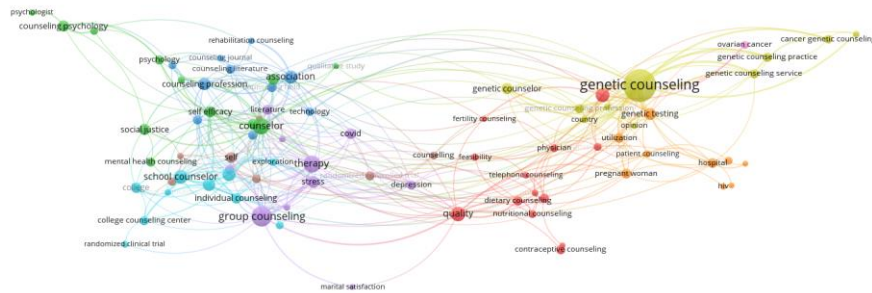 psychologist
counseling psychology
rehabilitation counseling
psychology
counseling journal
counseling literature
qualitative study
association
counseling profession
literature
self efficacy
technology
counselor
social justice
covid
mental health counseling
self
exploration
therapy
school counselor
stress
college
individual counseling
depression
group counseling
college counseling center
randomized clinical trial
marital satisfaction
ovarian cancer
cancer genetic counseling
genetic counseling practice
genetic counseling service
genetic counseling
genetic counselor
genetic counseling profession
genetic testing
fertility counseling
country
opinion
utilization
physician
counseling
feasibility
patient counseling
hospital
telephone counseling
pregnant woman
hiv
dietary counseling
quality
nutritional counseling
contraceptive counseling